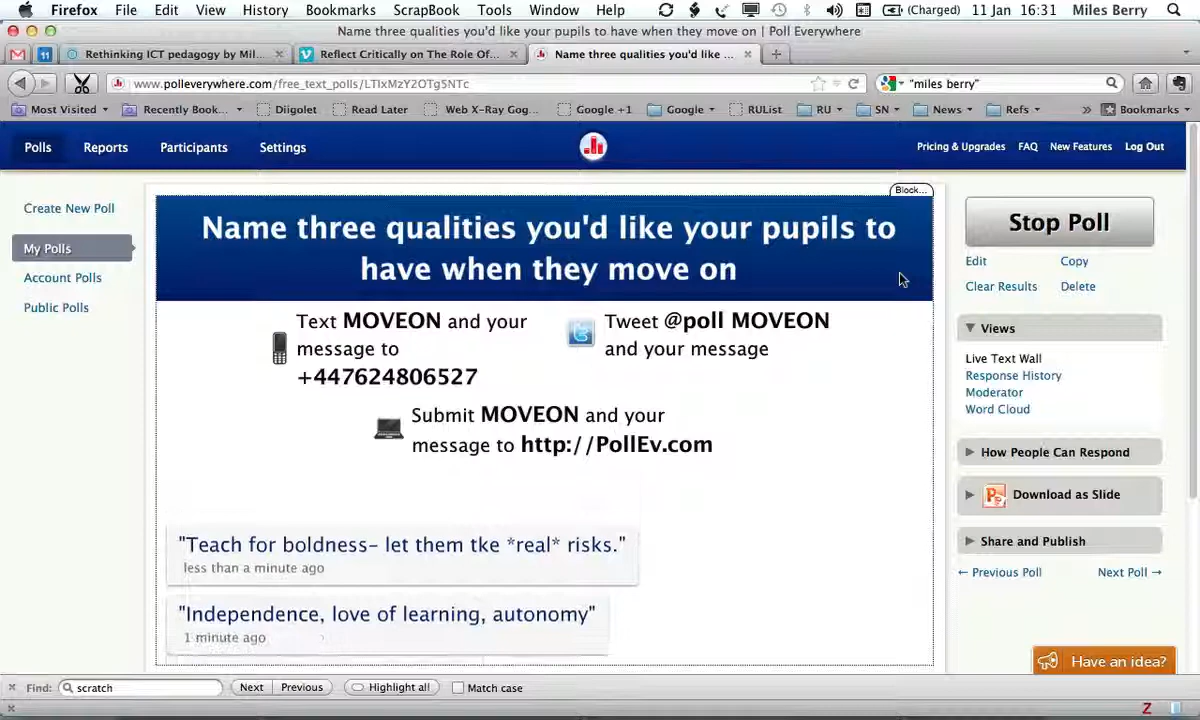 Firefox File Edit View History Bookmarks ScrapBook Tools Window Help (Charged) 11 Jan 16:31 Miles Berry
Name three qualities you'd like your pupils to have when they move on | Poll Everywhere
11 Rethinking ICT pedagogy by Mil... Reflect Critically on The Role Of... Name three qualities you'd like ...
www.polleverywhere.com/free_text_polls/LTIxMzY2OTg5NTc "miles berry"
Most Visited Recently Book... Diigolet Read Later Web X-Ray Gog... Google +1 Google RUList RU SN News Refs » Bookmarks
Polls Reports Participants Settings Pricing & Upgrades FAQ New Features Log Out
Create New Poll
My Polls
Account Polls
Public Polls
Block...
Name three qualities you'd like your pupils to
have when they move on
Text MOVEON and your
message to
+447624806527
Tweet @poll MOVEON
and your message
Submit MOVEON and your
message to http://PollEv.com
"Teach for boldness- let them tke *real* risks."
less than a minute ago
"Independence, love of learning, autonomy"
1 minute ago
Stop Poll
Edit Copy
Clear Results Delete
Views
Live Text Wall
Response History
Moderator
Word Cloud
How People Can Respond
Download as Slide
Share and Publish
← Previous Poll Next Poll →
Have an idea?
Find: scratch Next Previous Highlight all Match case
Z